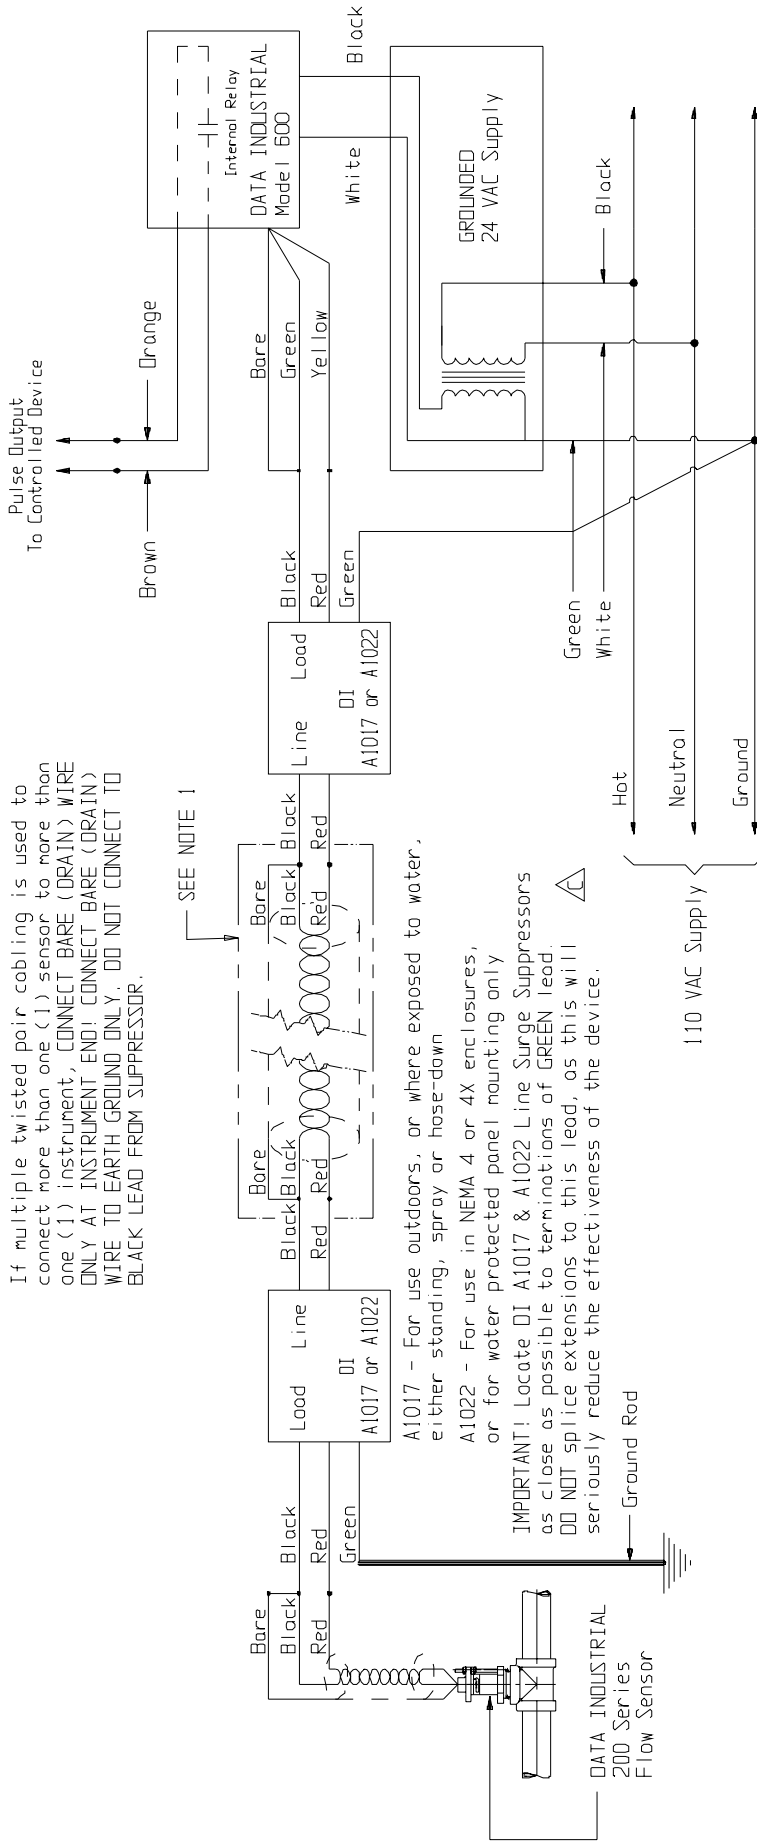 If multiple twisted pair cabling is used to
connect more than one (1) sensor to more than
one (1) instrument, CONNECT BARE (DRAIN) WIRE
ONLY AT INSTRUMENT END! CONNECT BARE (DRAIN)
WIRE TO EARTH GROUND ONLY. DO NOT CONNECT TO
BLACK LEAD FROM SUPPRESSOR.
SEE NOTE 1
Pulse Output
To Controlled Device
Brown
Orange
Internal Relay
DATA INDUSTRIAL
Model 600
Black
White
Bare
Green
Yellow
GROUNDED
24 VAC Supply
Black
Black
Red
Green
Line
Load
DI
A1017 or A1022
Black
Red
Bare
Black
Red
Bare
Black
Red
Black
Red
Load
Line
DI
A1017 or A1022
Black
Red
Green
Bare
Black
Red
A1017 - For use outdoors, or where exposed to water,
either standing, spray or hose-down
A1022 - For use in NEMA 4 or 4X enclosures,
or for water protected panel mounting only
IMPORTANT! Locate DI A1017 & A1022 Line Surge Suppressors
as close as possible to terminations of GREEN lead.
DO NOT splice extensions to this lead, as this will
seriously reduce the effectiveness of the device.
C
Ground Rod
DATA INDUSTRIAL
200 Series
Flow Sensor
Green
White
Hot
Neutral
Ground
110 VAC Supply